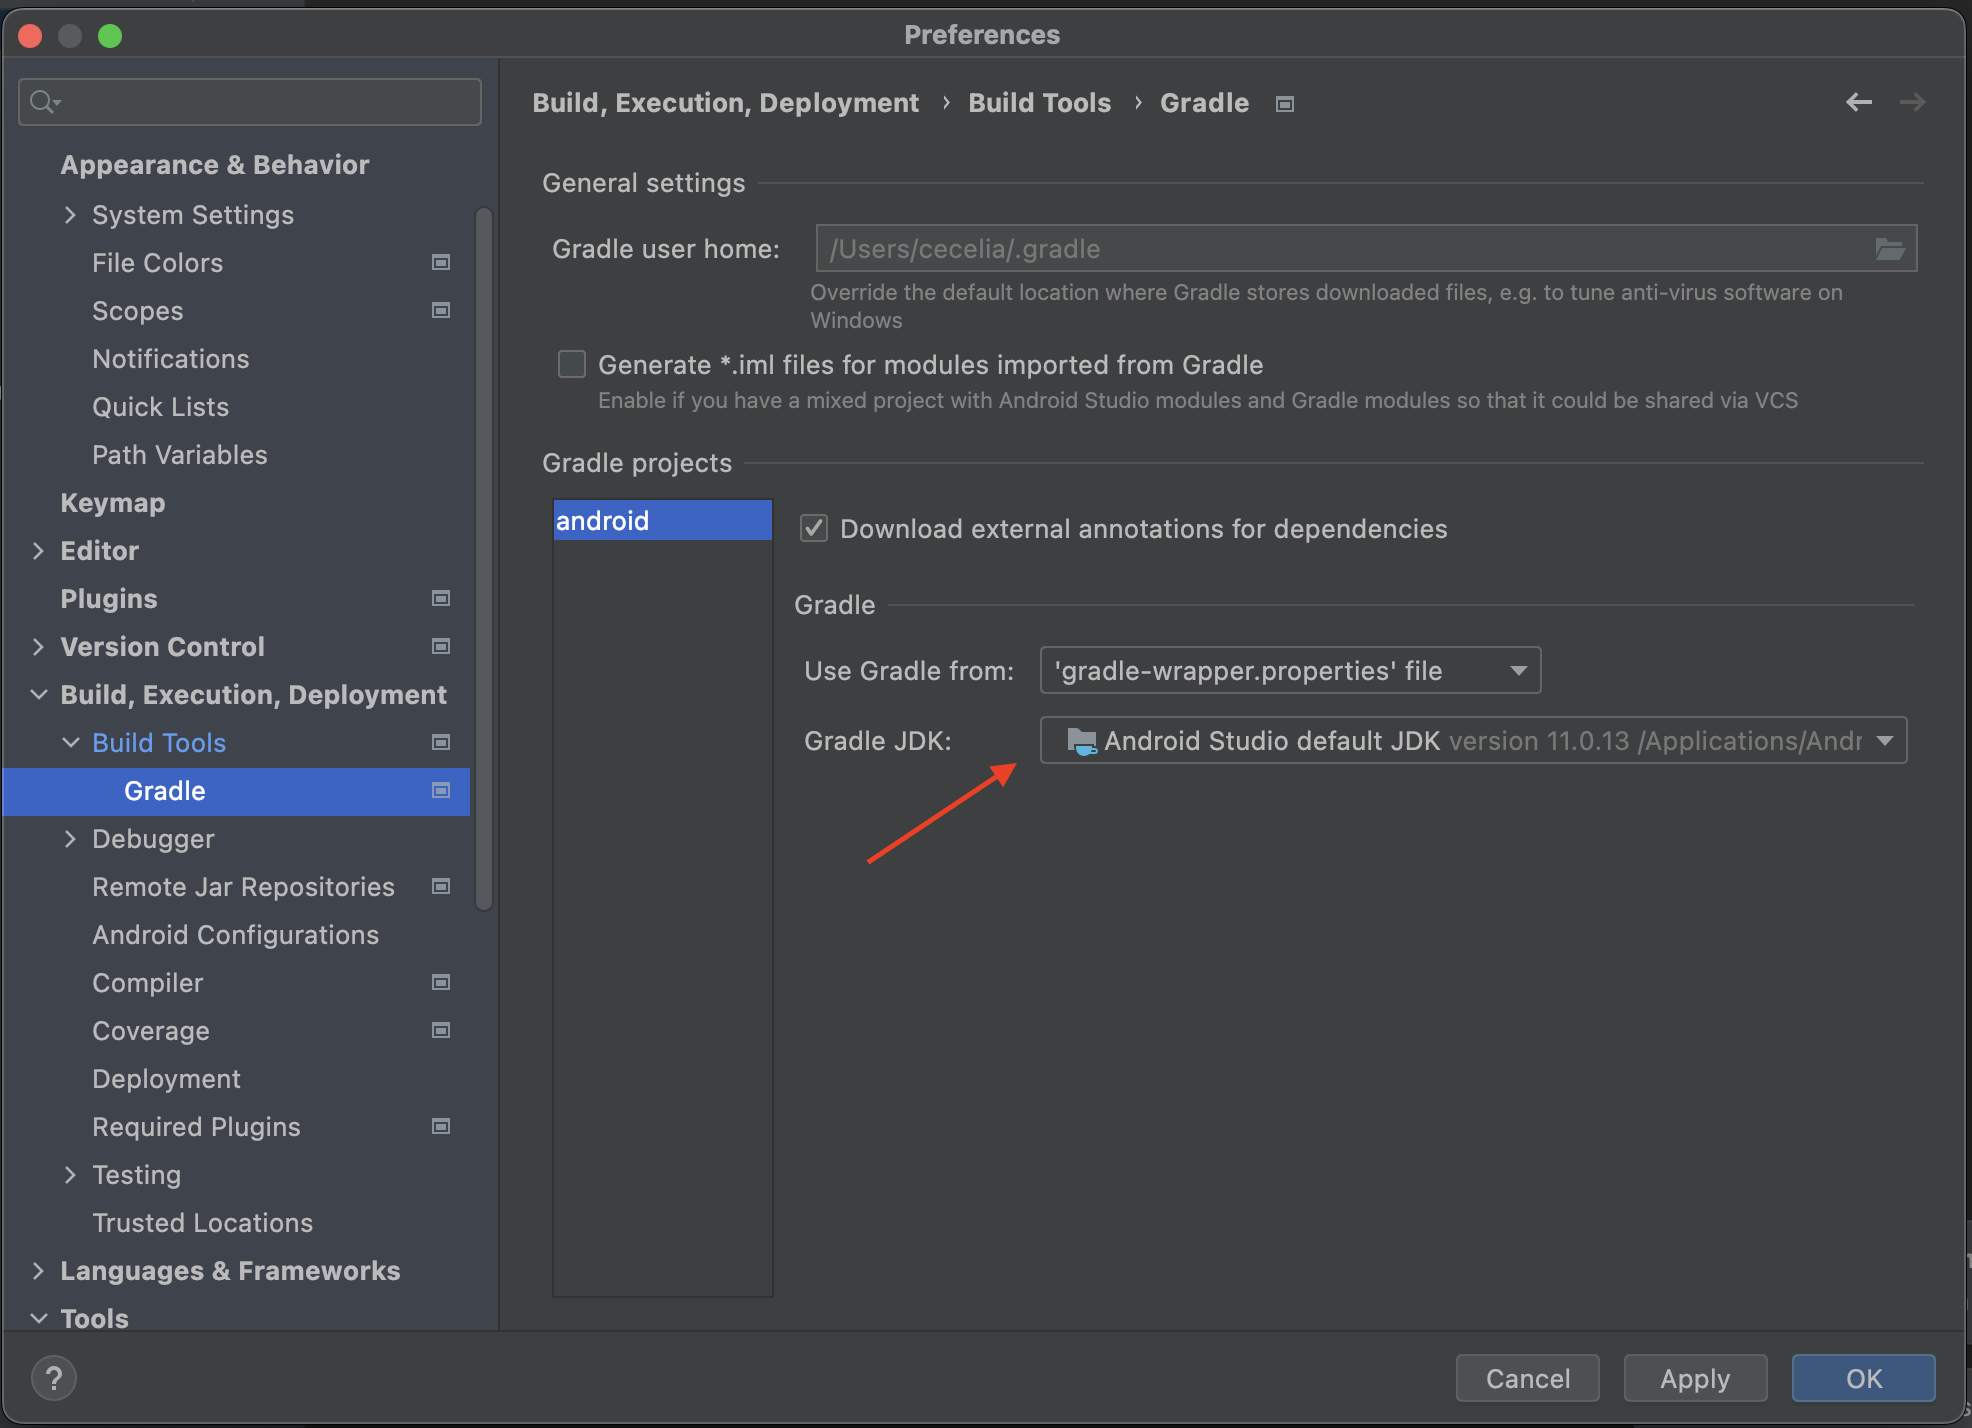 Preferences
Appearance & Behavior
System Settings
File Colors
Scopes
Notifications
Quick Lists
Path Variables
Keymap
Editor
Plugins
Version Control
Build, Execution, Deployment
Build Tools
Gradle
Debugger
Remote Jar Repositories
Android Configurations
Compiler
Coverage
Deployment
Required Plugins
Testing
Trusted Locations
Languages & Frameworks
Tools
?
Build, Execution, Deployment › Build Tools › Gradle
General settings
Gradle user home: /Users/cecelia/.gradle
Override the default location where Gradle stores downloaded files, e.g. to tune anti-virus software on
Windows
Generate *.iml files for modules imported from Gradle
Enable if you have a mixed project with Android Studio modules and Gradle modules so that it could be shared via VCS
Gradle projects
android
Download external annotations for dependencies
Gradle
Use Gradle from: 'gradle-wrapper.properties' file
Gradle JDK: Android Studio default JDK version 11.0.13 /Applications/Andr
Cancel
Apply
OK